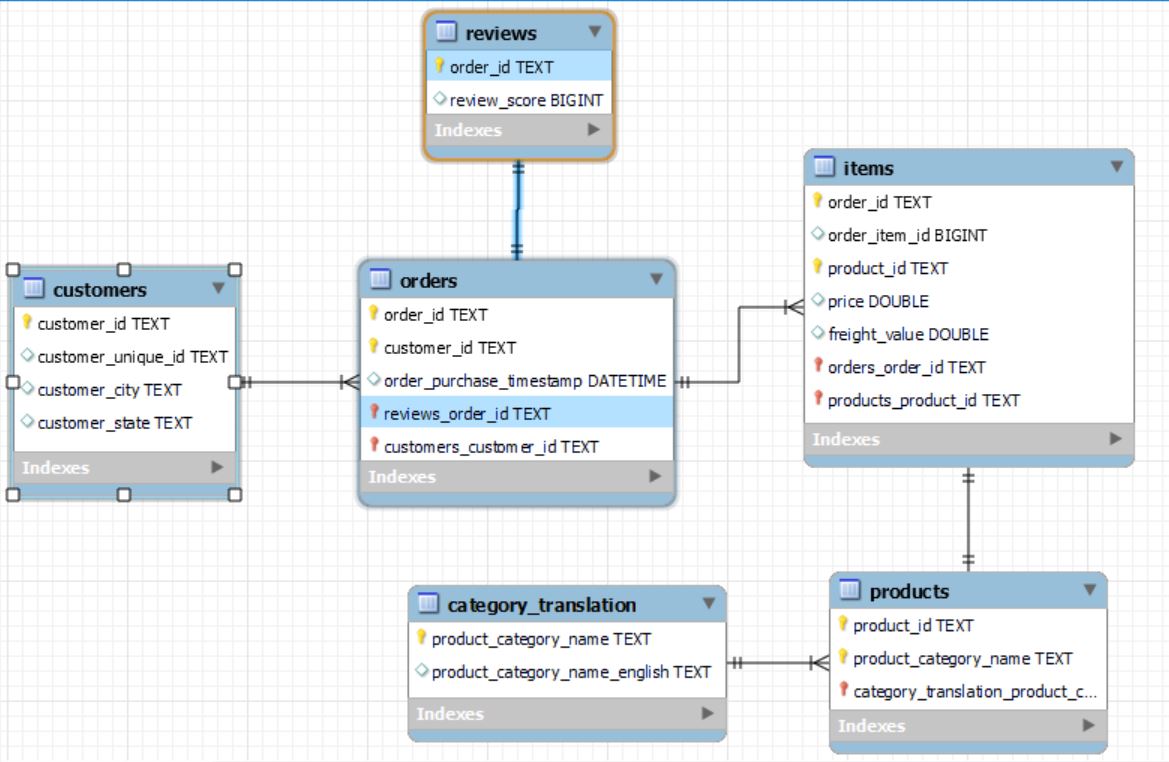 reviews
order_id TEXT
review_score BIGINT
Indexes
items
order_id TEXT
order_item_id BIGINT
product_id TEXT
price DOUBLE
freight_value DOUBLE
orders_order_id TEXT
products_product_id TEXT
Indexes
customers
customer_id TEXT
customer_unique_id TEXT
customer_city TEXT
customer_state TEXT
Indexes
orders
order_id TEXT
customer_id TEXT
order_purchase_timestamp DATETIME
reviews_order_id TEXT
customers_customer_id TEXT
Indexes
category_translation
product_category_name TEXT
product_category_name_english TEXT
Indexes
products
product_id TEXT
product_category_name TEXT
category_translation_product_c...
Indexes